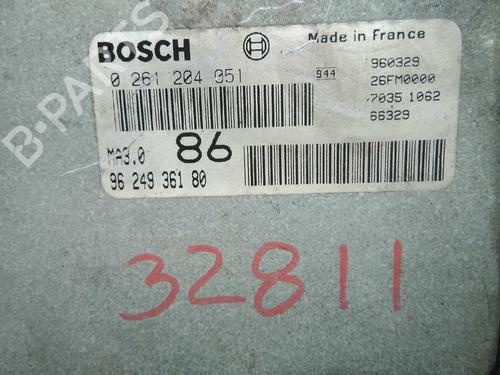 BOSCH
Made in France
0 261 204 051
944
960329
26FM0000
7035 1062
66329
MA3.0
86
96 249 361 80
32811
B-PARTS